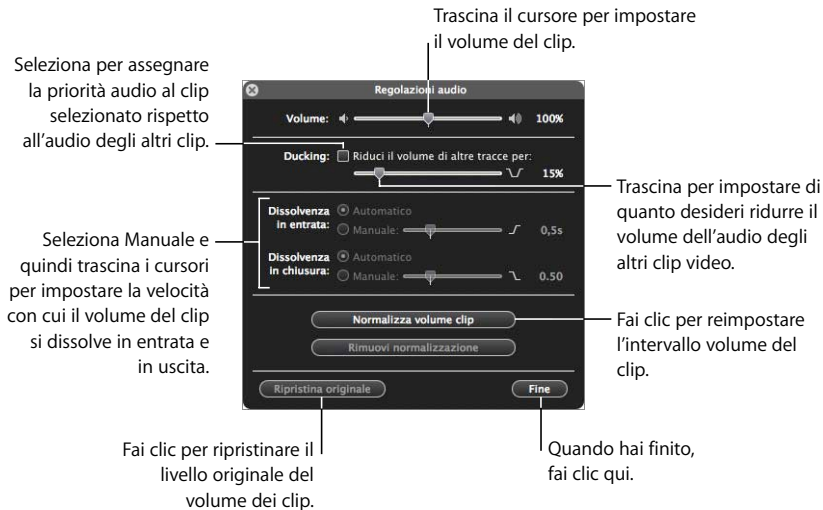 Trascina il cursore per impostare
il volume del clip.
Seleziona per assegnare
la priorità audio al clip
selezionato rispetto
all'audio degli altri clip.
Regolazioni audio
Volume: 100%
Ducking: Riduci il volume di altre tracce per:
15%
Trascina per impostare di
quanto desideri ridurre il
volume dell'audio degli
altri clip video.
Dissolvenza
in entrata:
Automatico
Manuale: 0,5s
Dissolvenza
in chiusura:
Automatico
Manuale: 0.50
Seleziona Manuale e
quindi trascina i cursori
per impostare la velocità
con cui il volume del clip
si dissolve in entrata e
in uscita.
Normalizza volume clip
Rimuovi normalizzazione
Fai clic per reimpostare
l'intervallo volume del
clip.
Ripristina originale
Fine
Fai clic per ripristinare il
livello originale del
volume dei clip.
Quando hai finito,
fai clic qui.